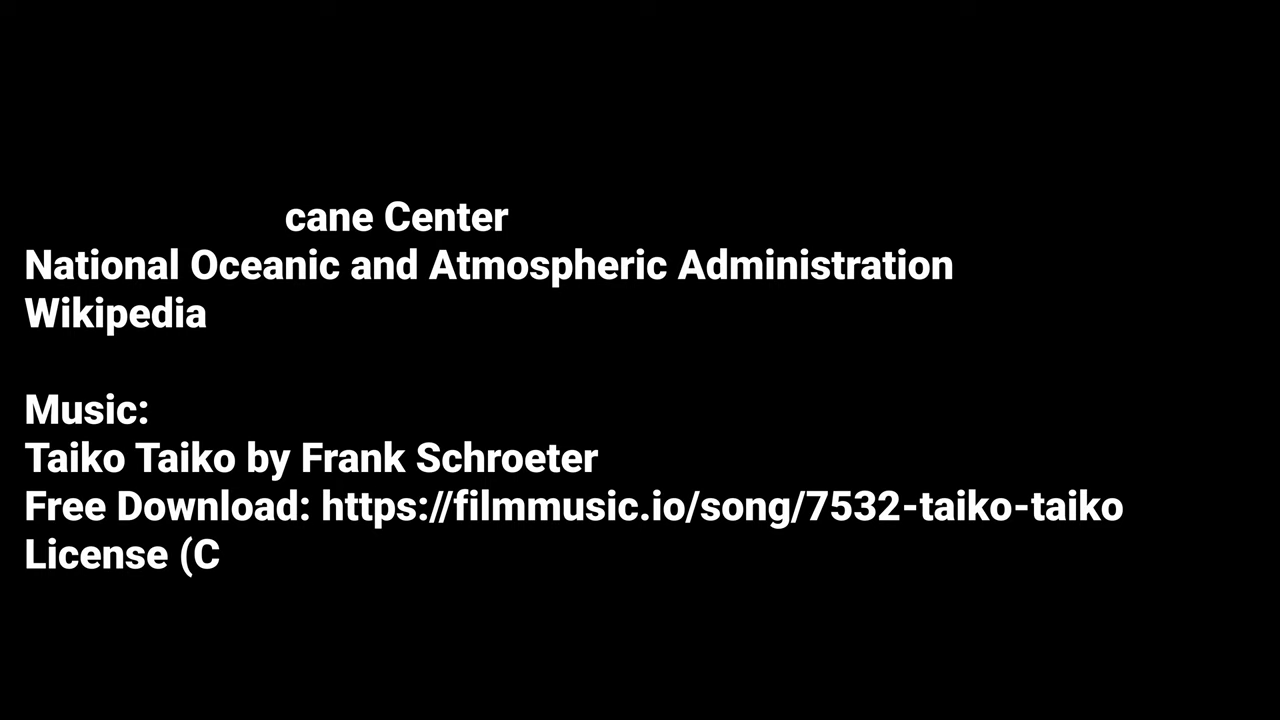 cane Center
National Oceanic and Atmospheric Administration
Wikipedia
Music:
Taiko Taiko by Frank Schroeter
Free Download: https://filmmusic.io/song/7532-taiko-taiko
License (C